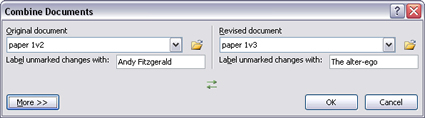 Combine Documents
Original document
paper 1v2
Label unmarked changes with: Andy Fitzgerald
Revised document
paper 1v3
Label unmarked changes with: The alter-ego
More >>
OK
Cancel